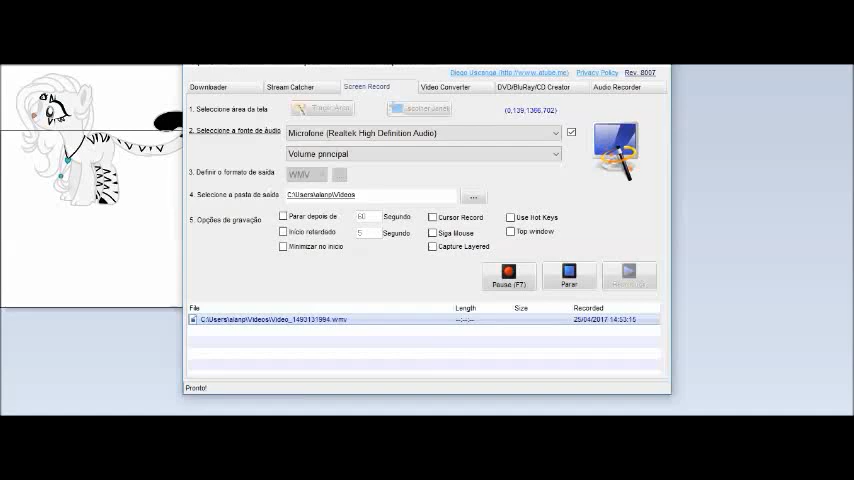 Diego Uscanga (http://www.atube.me) Privacy Policy Rev. 8007
Downloader Stream Catcher Screen Record Video Converter DVD/BluRay/CD Creator Audio Recorder
1. Seleccione área da tela (0,139,1366,702)
2. Seleccione a fonte de áudio Microfone (Realtek High Definition Audio)
Volume principal
3. Definir o formato de saída WMV
4. Selecione a pasta de saída C:\Users\alanp\Videos ...
5. Opções de gravação Parar depois de 60 Segundo Cursor Record Use Hot Keys
Início retardado 5 Segundo Siga Mouse Top window
Minimizar no início Capture Layered
Pause (F7) Parar
File Length Size Recorded
C:\Users\alanp\Videos\Video_1493131994.wmv --:--:-- 25/04/2017 14:53:15
Pronto!